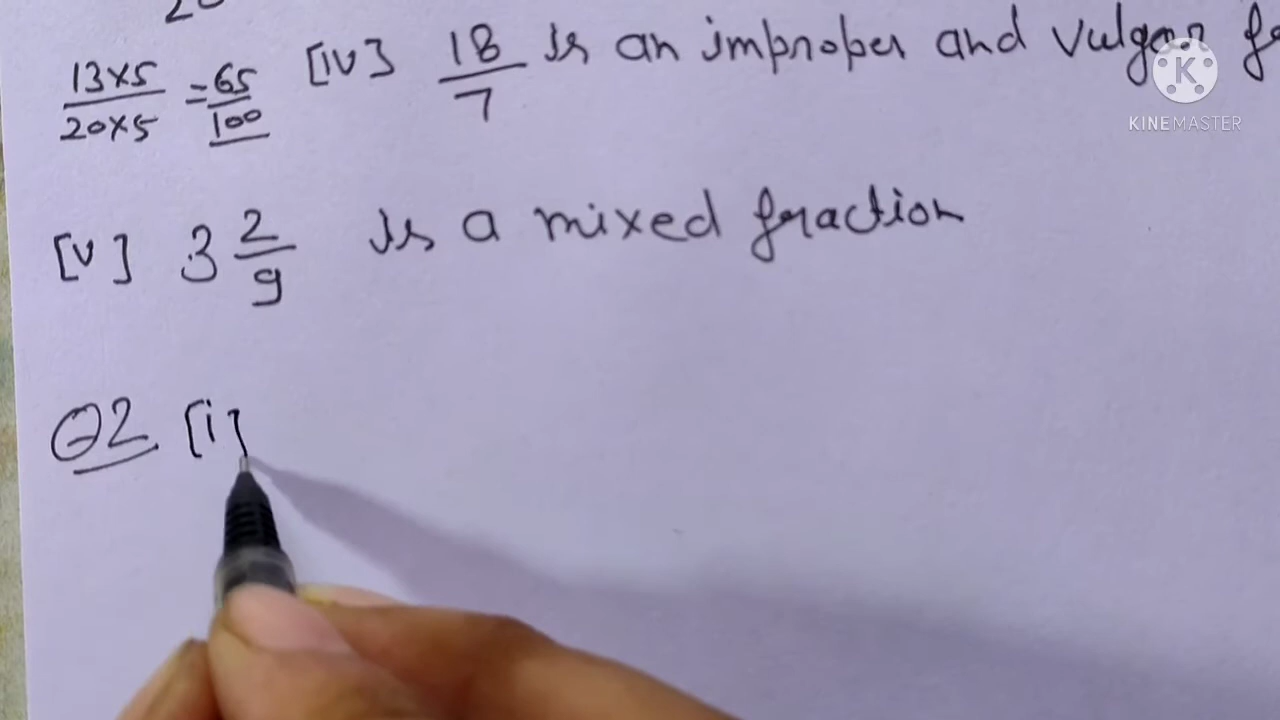 13×5/20×5 = 65/100 [iv] 18/7 is an improper and vulgar
[v] 3 2/9 is a mixed fraction
Q2 [i]
K
KINEMASTER